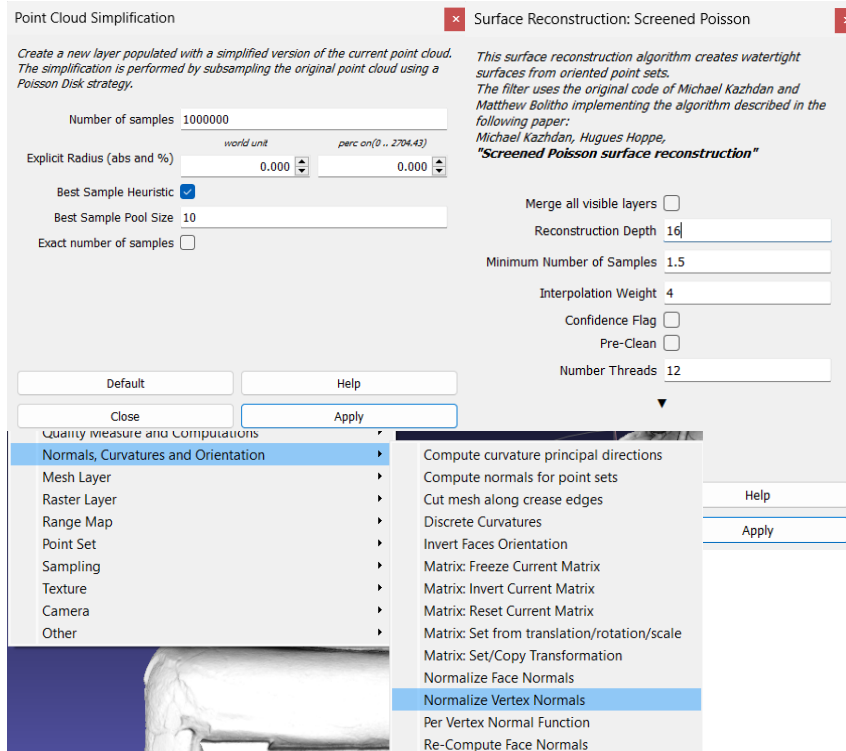 Point Cloud Simplification
Create a new layer populated with a simplified version of the current point cloud.
The simplification is performed by subsampling the original point cloud using a
Poisson Disk strategy.
Number of samples 1000000
world unit perc on(0 .. 2704.43)
Explicit Radius (abs and %) 0.000 0.000
Best Sample Heuristic
Best Sample Pool Size 10
Exact number of samples
Default Help
Close Apply
Surface Reconstruction: Screened Poisson
This surface reconstruction algorithm creates watertight
surfaces from oriented point sets.
The filter uses the original code of Michael Kazhdan and
Matthew Bolitho implementing the algorithm described in the
following paper:
Michael Kazhdan, Hugues Hoppe,
"Screened Poisson surface reconstruction"
Merge all visible layers
Reconstruction Depth 16
Minimum Number of Samples 1.5
Interpolation Weight 4
Confidence Flag
Pre-Clean
Number Threads 12
Help
Apply
Quality Measure and Computations
Normals, Curvatures and Orientation
Mesh Layer
Raster Layer
Range Map
Point Set
Sampling
Texture
Camera
Other
Compute curvature principal directions
Compute normals for point sets
Cut mesh along crease edges
Discrete Curvatures
Invert Faces Orientation
Matrix: Freeze Current Matrix
Matrix: Invert Current Matrix
Matrix: Reset Current Matrix
Matrix: Set from translation/rotation/scale
Matrix: Set/Copy Transformation
Normalize Face Normals
Normalize Vertex Normals
Per Vertex Normal Function
Re-Compute Face Normals